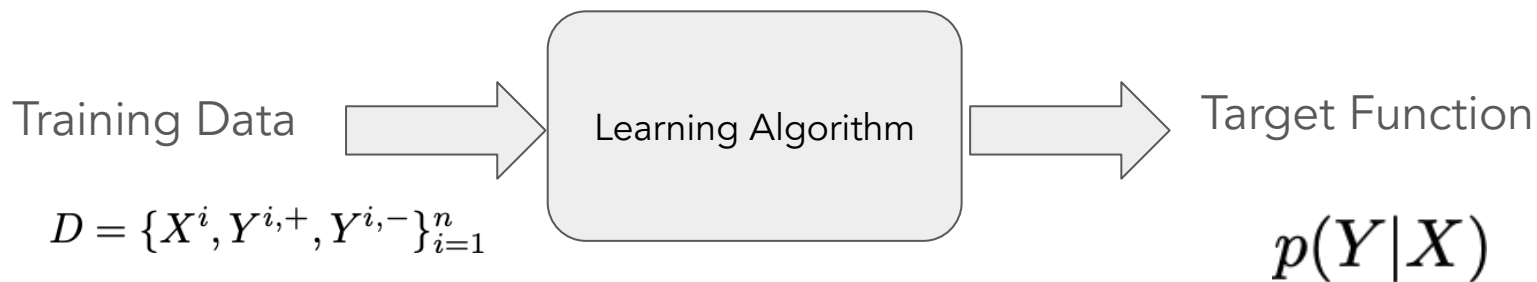 Training Data
Learning Algorithm
Target Function
D = {X^i, Y^{i,+}, Y^{i,-}}_{i=1}^n
p(Y|X)